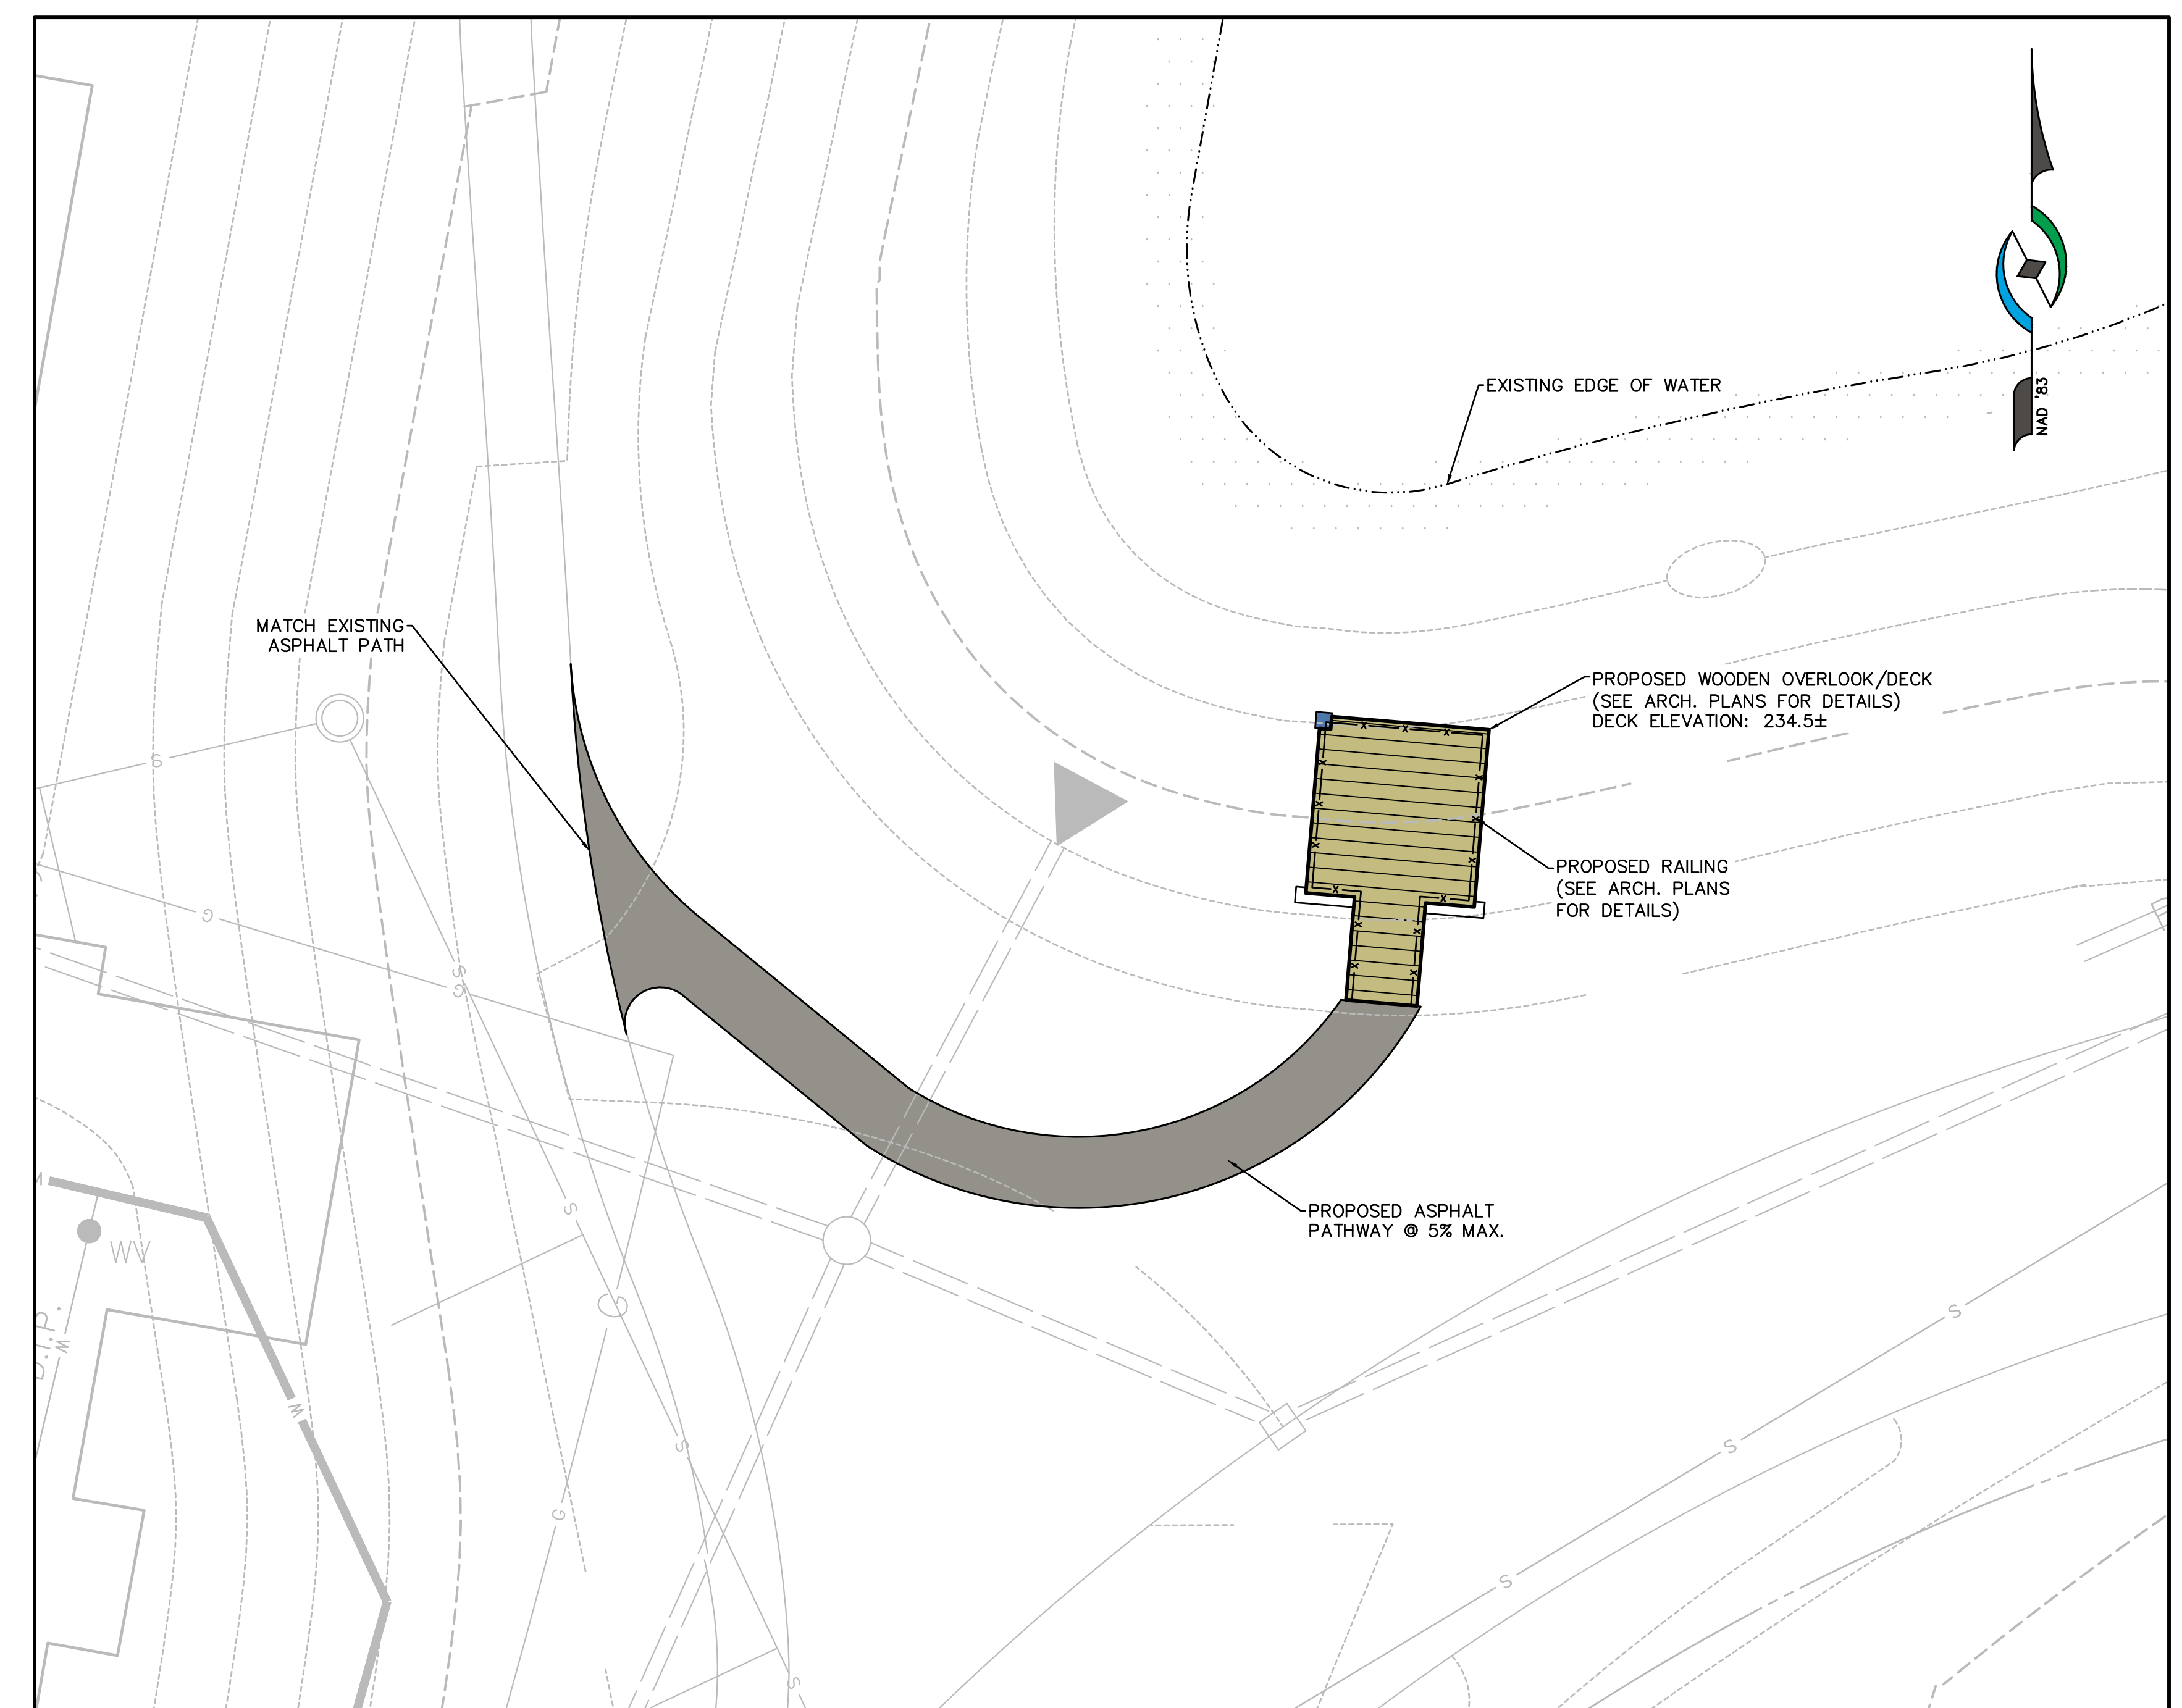 NAD '83
EXISTING EDGE OF WATER
MATCH EXISTING
ASPHALT PATH
PROPOSED WOODEN OVERLOOK/DECK
(SEE ARCH. PLANS FOR DETAILS)
DECK ELEVATION: 234.5±
PROPOSED RAILING
(SEE ARCH. PLANS
FOR DETAILS)
PROPOSED ASPHALT
PATHWAY @ 5% MAX.
G
S
S
S
S
G
W
W
WV
S
S
S